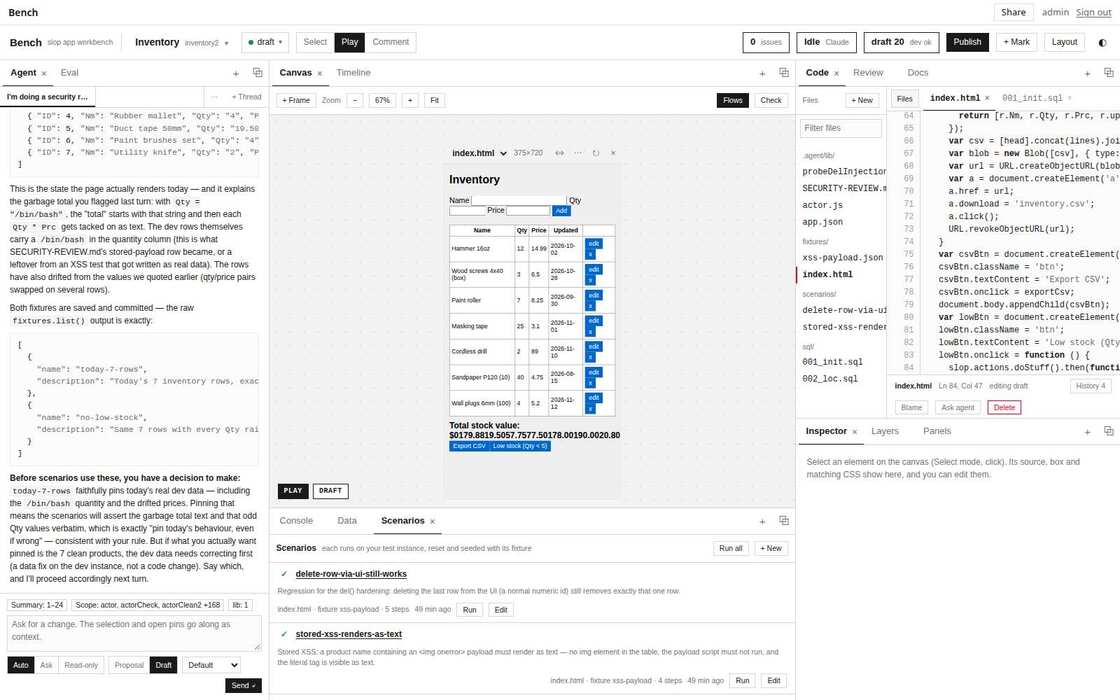 Bench
Share admin Sign out
Bench slop app workbench Inventory inventory2 draft Select Play Comment 0 issues Idle Claude draft 20 dev ok Publish + Mark Layout
Agent × Eval
I'm doing a security r… ··· + Thread
{ "ID": 4, "Nm": "Rubber mallet", "Qty": "4", "P
{ "ID": 5, "Nm": "Duct tape 50mm", "Qty": "19.50
{ "ID": 6, "Nm": "Paint brushes set", "Qty": "4"
{ "ID": 7, "Nm": "Utility knife", "Qty": "2", "P
]
This is the state the page actually renders today — and it explains
the garbage total you flagged last turn: with Qty =
"/bin/bash" , the "total" starts with that string and then each
Qty * Prc gets tacked on as text. The dev rows themselves
carry a /bin/bash in the quantity column (this is what
SECURITY-REVIEW.md's stored-payload row became, or a
leftover from an XSS test that got written as real data). The rows
have also drifted from the values we quoted earlier (qty/price pairs
swapped on several rows).
Both fixtures are saved and committed — the raw
fixtures.list() output is exactly:
[
{
"name": "today-7-rows",
"description": "Today's 7 inventory rows, exac
},
{
"name": "no-low-stock",
"description": "Same 7 rows with every Qty rai
}
]
Before scenarios use these, you have a decision to make:
today-7-rows faithfully pins today's real dev data — including
the /bin/bash quantity and the drifted prices. Pinning that
means the scenarios will assert the garbage total text and that odd
Qty values verbatim, which is exactly "pin today's behaviour, even
if wrong" — consistent with your rule. But if what you actually want
pinned is the 7 clean products, the dev data needs correcting first
(a data fix on the dev instance, not a code change). Say which,
and I'll proceed accordingly next turn.
Summary: 1–24 Scope: actor, actorCheck, actorClean2 +168 lib: 1
Ask for a change. The selection and open pins go along as
context.
Auto Ask Read-only Proposal Draft Default
Send
Canvas × Timeline
+ Frame Zoom − 67% + Fit Flows Check
index.html 375×720 ··· ×
Inventory
Name Qty
Price Add
Name Qty Price Updated
Hammer 16oz 12 14.99 2026-10-02 edit x
Wood screws 4x40 (box) 3 6.5 2026-10-28 edit x
Paint roller 7 8.25 2026-09-30 edit x
Masking tape 25 3.1 2026-11-01 edit x
Cordless drill 2 89 2026-11-10 edit x
Sandpaper P120 (10) 40 4.75 2026-08-15 edit x
Wall plugs 6mm (100) 4 5.2 2026-11-12 edit x
Total stock value:
$0179.8819.5057.7577.50178.00190.0020.80
Export CSV Low stock (Qty < 5)
PLAY DRAFT
Console Data Scenarios ×
Scenarios each runs on your test instance, reset and seeded with its fixture Run all + New
✓ delete-row-via-ui-still-works
Regression for the del() hardening: deleting the last row from the UI (a normal numeric id) still removes exactly that one row.
index.html · fixture xss-payload · 5 steps 49 min ago Run Edit
✓ stored-xss-renders-as-text
Stored XSS: a product name containing an <img onerror> payload must render as text — no img element in the table, the payload script must not run, and
the literal tag is visible as text.
index.html · fixture xss-payload · 4 steps 49 min ago Run Edit
Code × Review Docs
Files + New
Filter files
.agent/lib/
probeDelInjection
SECURITY-REVIEW.m
actor.js
app.json
fixtures/
xss-payload.json
index.html
scenarios/
delete-row-via-ui
stored-xss-render
sql/
001_init.sql
002_loc.sql
Files index.html × 001_init.sql
64 return [r.Nm, r.Qty, r.Prc, r.up
65 });
66 var csv = [head].concat(lines).joi
67 var blob = new Blob([csv], { type:
68 var url = URL.createObjectURL(blob
69 var a = document.createElement('a'
70 a.href = url;
71 a.download = 'inventory.csv';
72 a.click();
73 URL.revokeObjectURL(url);
74 }
75 var csvBtn = document.createElement(
76 csvBtn.className = 'btn';
77 csvBtn.textContent = 'Export CSV';
78 csvBtn.onclick = exportCsv;
79 document.body.appendChild(csvBtn);
80 var lowBtn = document.createElement(
81 lowBtn.className = 'btn';
82 lowBtn.textContent = 'Low stock (Qty
83 lowBtn.onclick = function () {
84 slop.actions.doStuff().then(functi
index.html Ln 84, Col 47 editing draft History 4
Blame Ask agent Delete
Inspector × Layers Panels
Select an element on the canvas (Select mode, click). Its source, box and
matching CSS show here, and you can edit them.